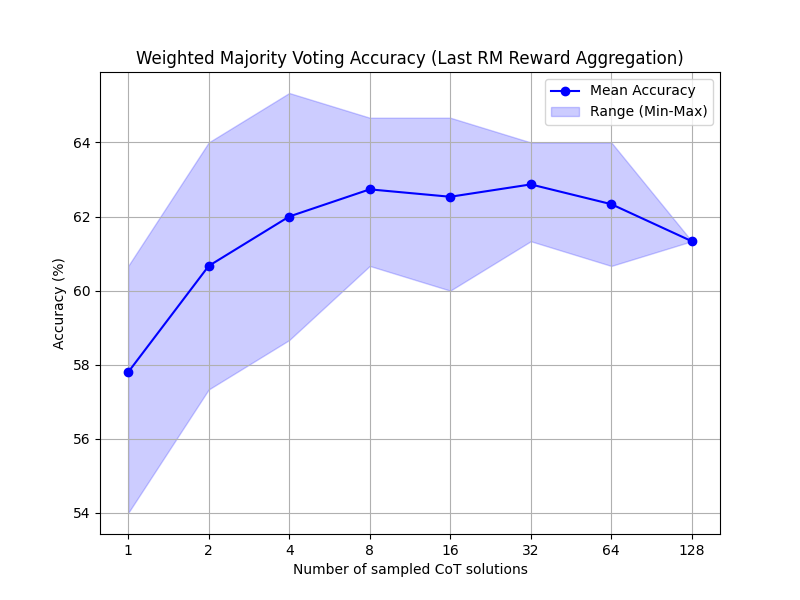 Weighted Majority Voting Accuracy (Last RM Reward Aggregation)
Mean Accuracy
Range (Min-Max)
Accuracy (%)
64
62
60
58
56
54
1 2 4 8 16 32 64 128
Number of sampled CoT solutions